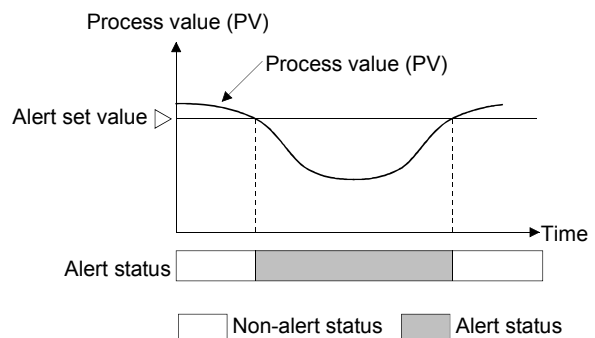 Process value (PV)
Process value (PV)
Alert set value
Time
Alert status
Non-alert status
Alert status